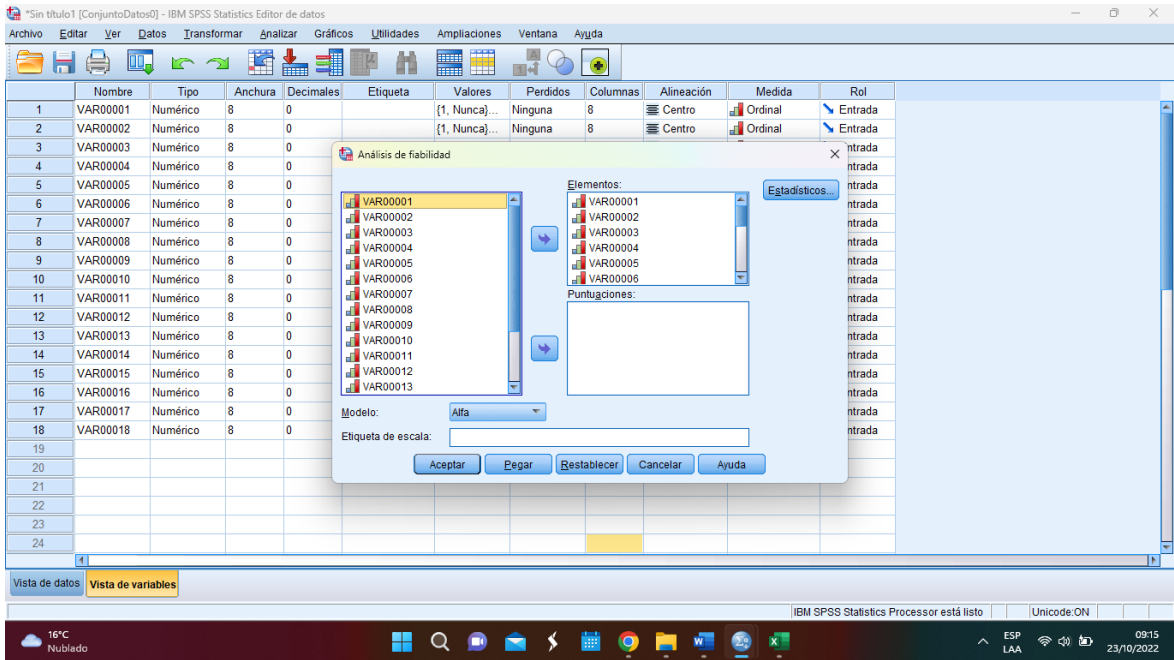 *Sin título1 [ConjuntoDatos0] - IBM SPSS Statistics Editor de datos
Archivo Editar Ver Datos Transformar Analizar Gráficos Utilidades Ampliaciones Ventana Ayuda
Nombre Tipo Anchura Decimales Etiqueta Valores Perdidos Columnas Alineación Medida Rol
1 VAR00001 Numérico 8 0 {1, Nunca}... Ninguna 8 Centro Ordinal Entrada
2 VAR00002 Numérico 8 0 {1, Nunca}... Ninguna 8 Centro Ordinal Entrada
3 VAR00003 Numérico 8 0 ntrada
4 VAR00004 Numérico 8 0 ntrada
5 VAR00005 Numérico 8 0 ntrada
6 VAR00006 Numérico 8 0 ntrada
7 VAR00007 Numérico 8 0 ntrada
8 VAR00008 Numérico 8 0 ntrada
9 VAR00009 Numérico 8 0 ntrada
10 VAR00010 Numérico 8 0 ntrada
11 VAR00011 Numérico 8 0 ntrada
12 VAR00012 Numérico 8 0 ntrada
13 VAR00013 Numérico 8 0 ntrada
14 VAR00014 Numérico 8 0 ntrada
15 VAR00015 Numérico 8 0 ntrada
16 VAR00016 Numérico 8 0 ntrada
17 VAR00017 Numérico 8 0 ntrada
18 VAR00018 Numérico 8 0 ntrada
19
20
21
22
23
24
Análisis de fiabilidad
VAR00001
VAR00002
VAR00003
VAR00004
VAR00005
VAR00006
VAR00007
VAR00008
VAR00009
VAR00010
VAR00011
VAR00012
VAR00013
Elementos:
VAR00001
VAR00002
VAR00003
VAR00004
VAR00005
VAR00006
Estadísticos...
Puntuaciones:
Modelo: Alfa
Etiqueta de escala:
Aceptar Pegar Restablecer Cancelar Ayuda
Vista de datos Vista de variables
IBM SPSS Statistics Processor está listo Unicode:ON
16°C
Nublado
ESP
LAA
09:15
23/10/2022